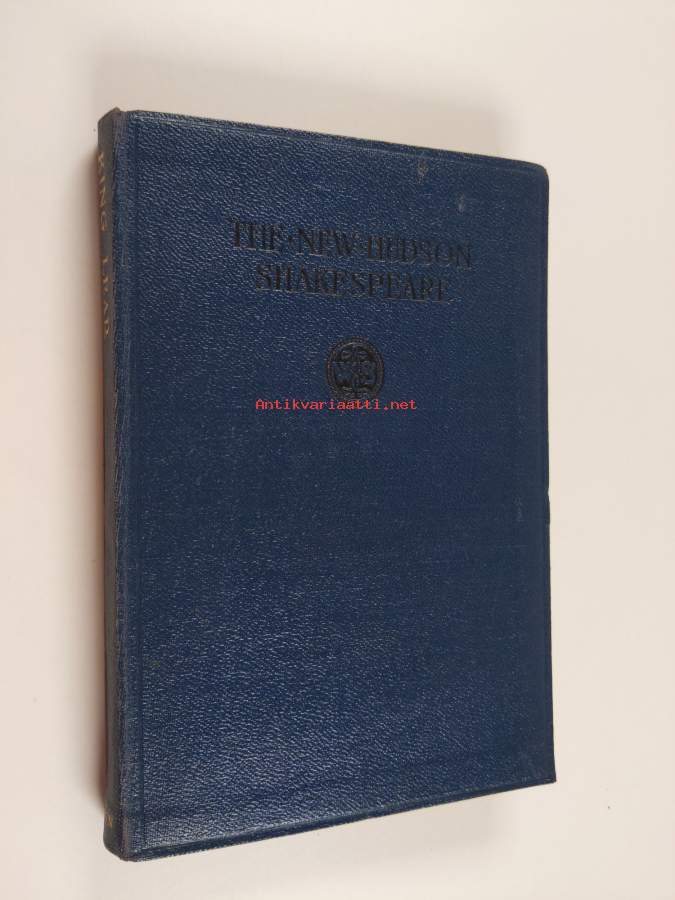 THE·NEW·HUDSON
SHAKESPEARE
KING LEAR
Antikvariaatti.net